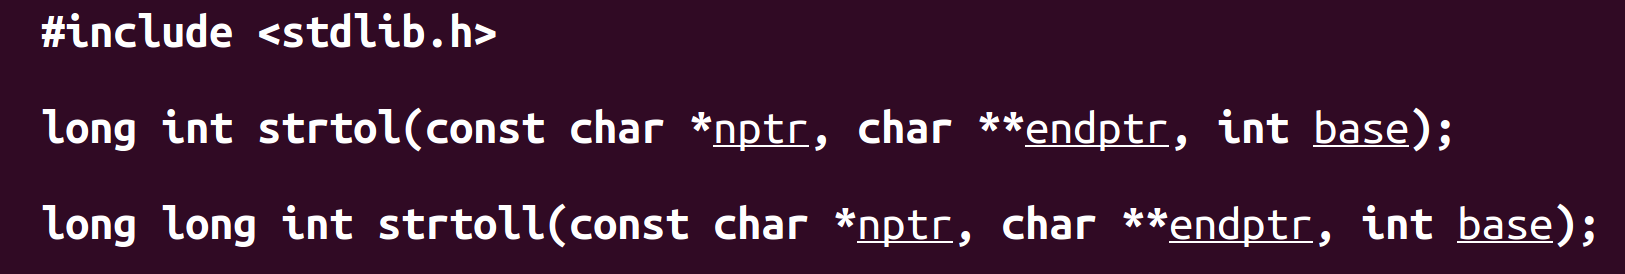 #include <stdlib.h>
long int strtol(const char *nptr, char **endptr, int base);
long long int strtoll(const char *nptr, char **endptr, int base);